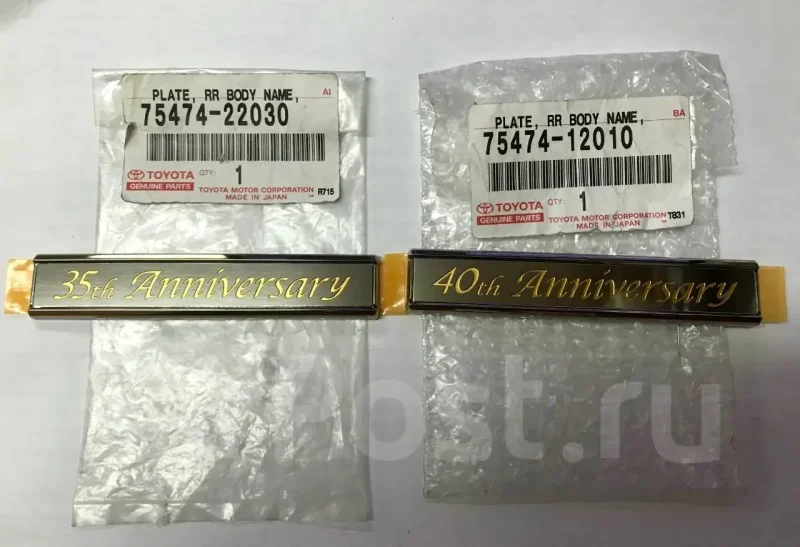 PLATE, RR BODY NAME, AI
75474-22030
TOYOTA QTY: 1
GENUINE PARTS TOYOTA MOTOR CORPORATION R715
MADE IN JAPAN
PLATE, RR BODY NAME, BA
75474-12010
TOYOTA QTY: 1
GENUINE PARTS TOYOTA MOTOR CORPORATION T831
MADE IN JAPAN
35th Anniversary
40th Anniversary
ost.ru